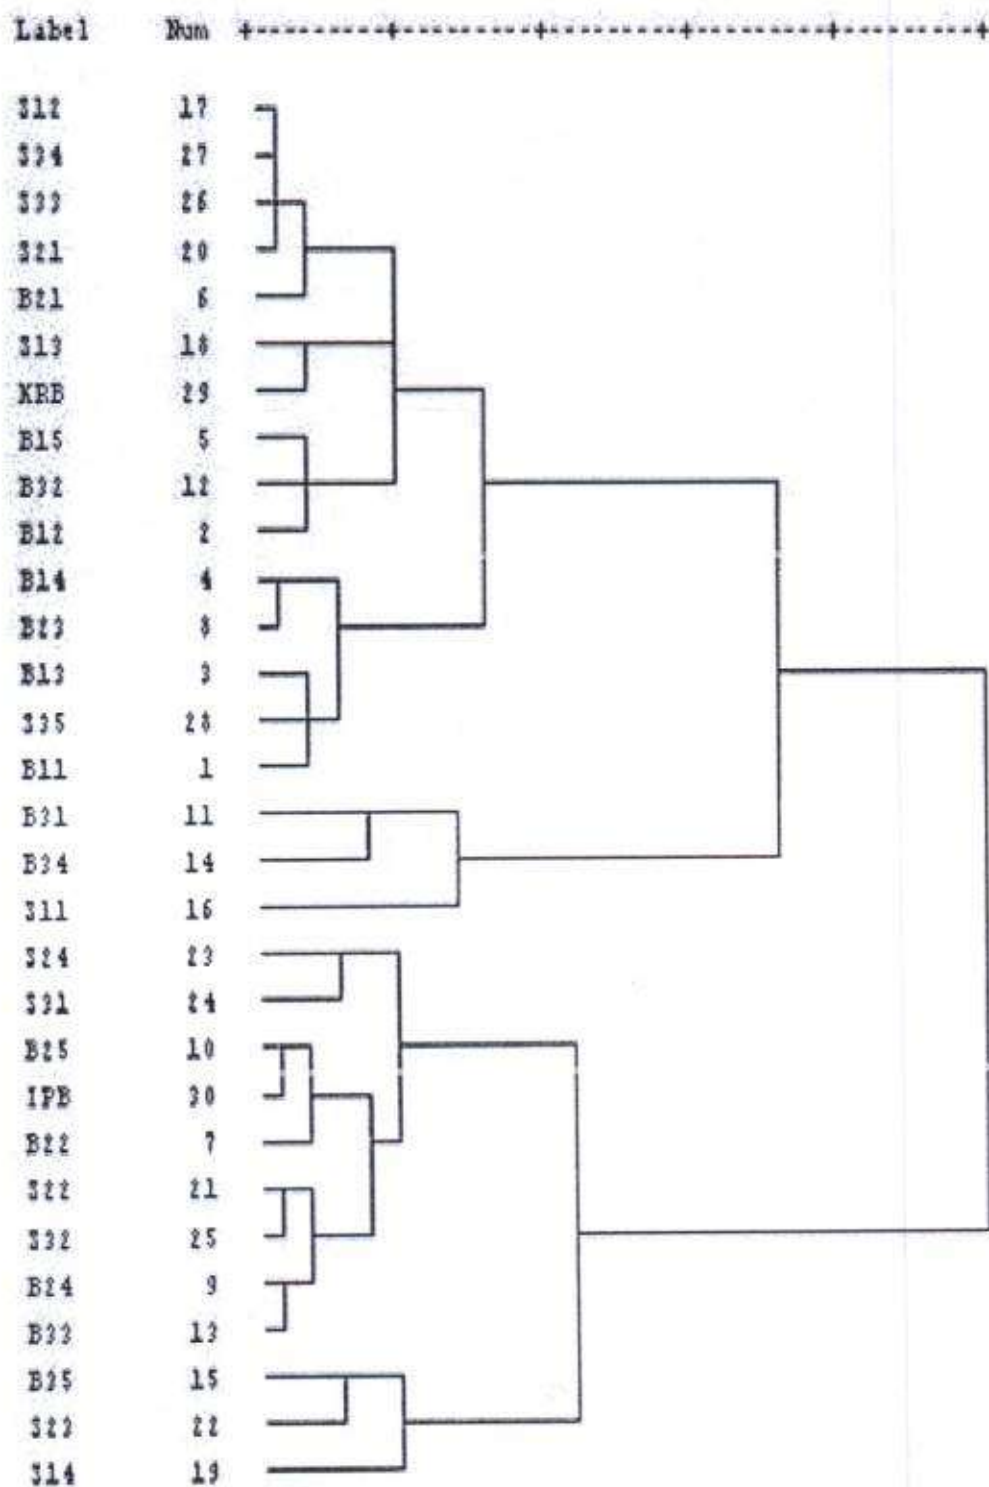 Label Num +---------+---------+---------+---------+---------+
S12 17
S34 27
S33 26
S21 20
B21 6
S13 18
KRB 29
B15 5
B32 12
B12 2
B14 4
B23 8
B13 3
S35 28
B11 1
B31 11
B34 14
S11 16
S24 23
S31 24
B25 10
IPB 30
B22 7
S22 21
S32 25
B24 9
B33 13
B35 15
S23 22
S14 19